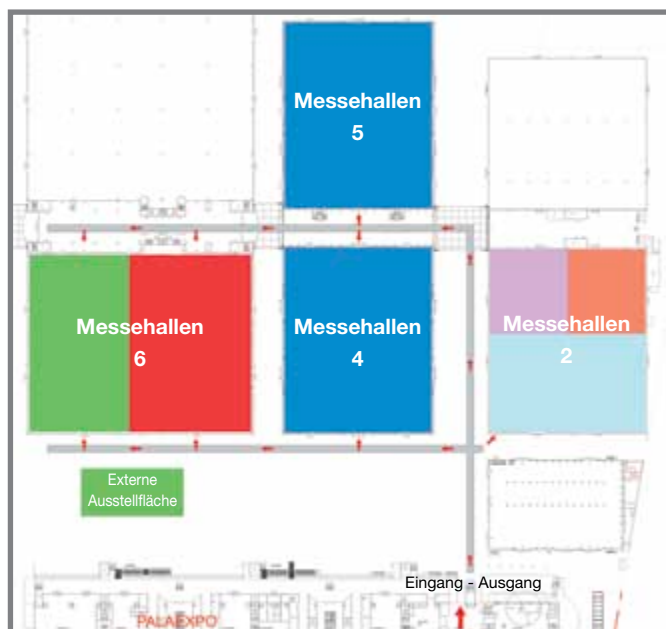 Messehallen
5
Messehallen
6
Messehallen
4
Messehallen
2
Externe
Ausstellfläche
Eingang - Ausgang
PALAEXPO